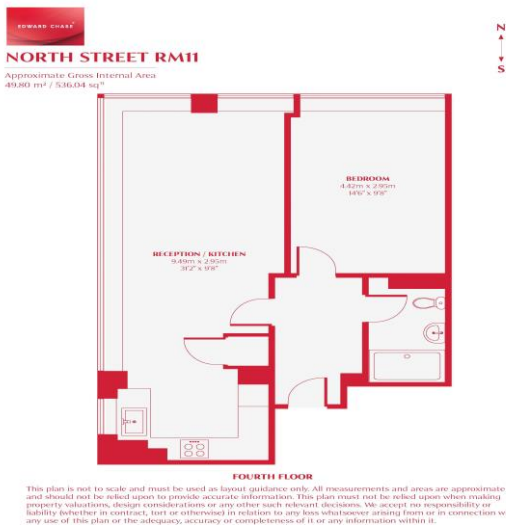 EDWARD CHASE
NORTH STREET RM11
Approximate Gross Internal Area
49.80 m² / 536.04 sq ft
N
S
BEDROOM
4.42m x 2.95m
14'6" x 9'8"
RECEPTION / KITCHEN
9.49m x 2.95m
31'2" x 9'8"
FOURTH FLOOR
This plan is not to scale and must be used as layout guidance only. All measurements and areas are approximate
and should not be relied upon to provide accurate information. This plan must not be relied upon when making
property valuations, design considerations or any other such relevant decisions. We accept no responsibility or
liability (whether in contract, tort or otherwise) in relation to any loss whatsoever arising from or in connection w
any use of this plan or the adequacy, accuracy or completeness of it or any information within it.